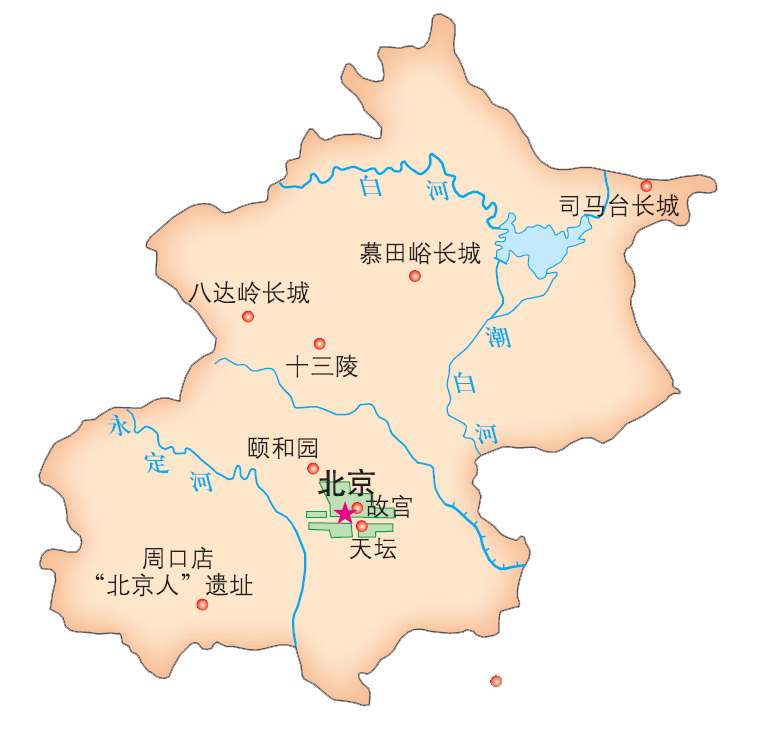 白河
司马台长城
慕田峪长城
八达岭长城
潮白河
十三陵
永定河
颐和园
北京
故宫
天坛
周口店
“北京人”遗址